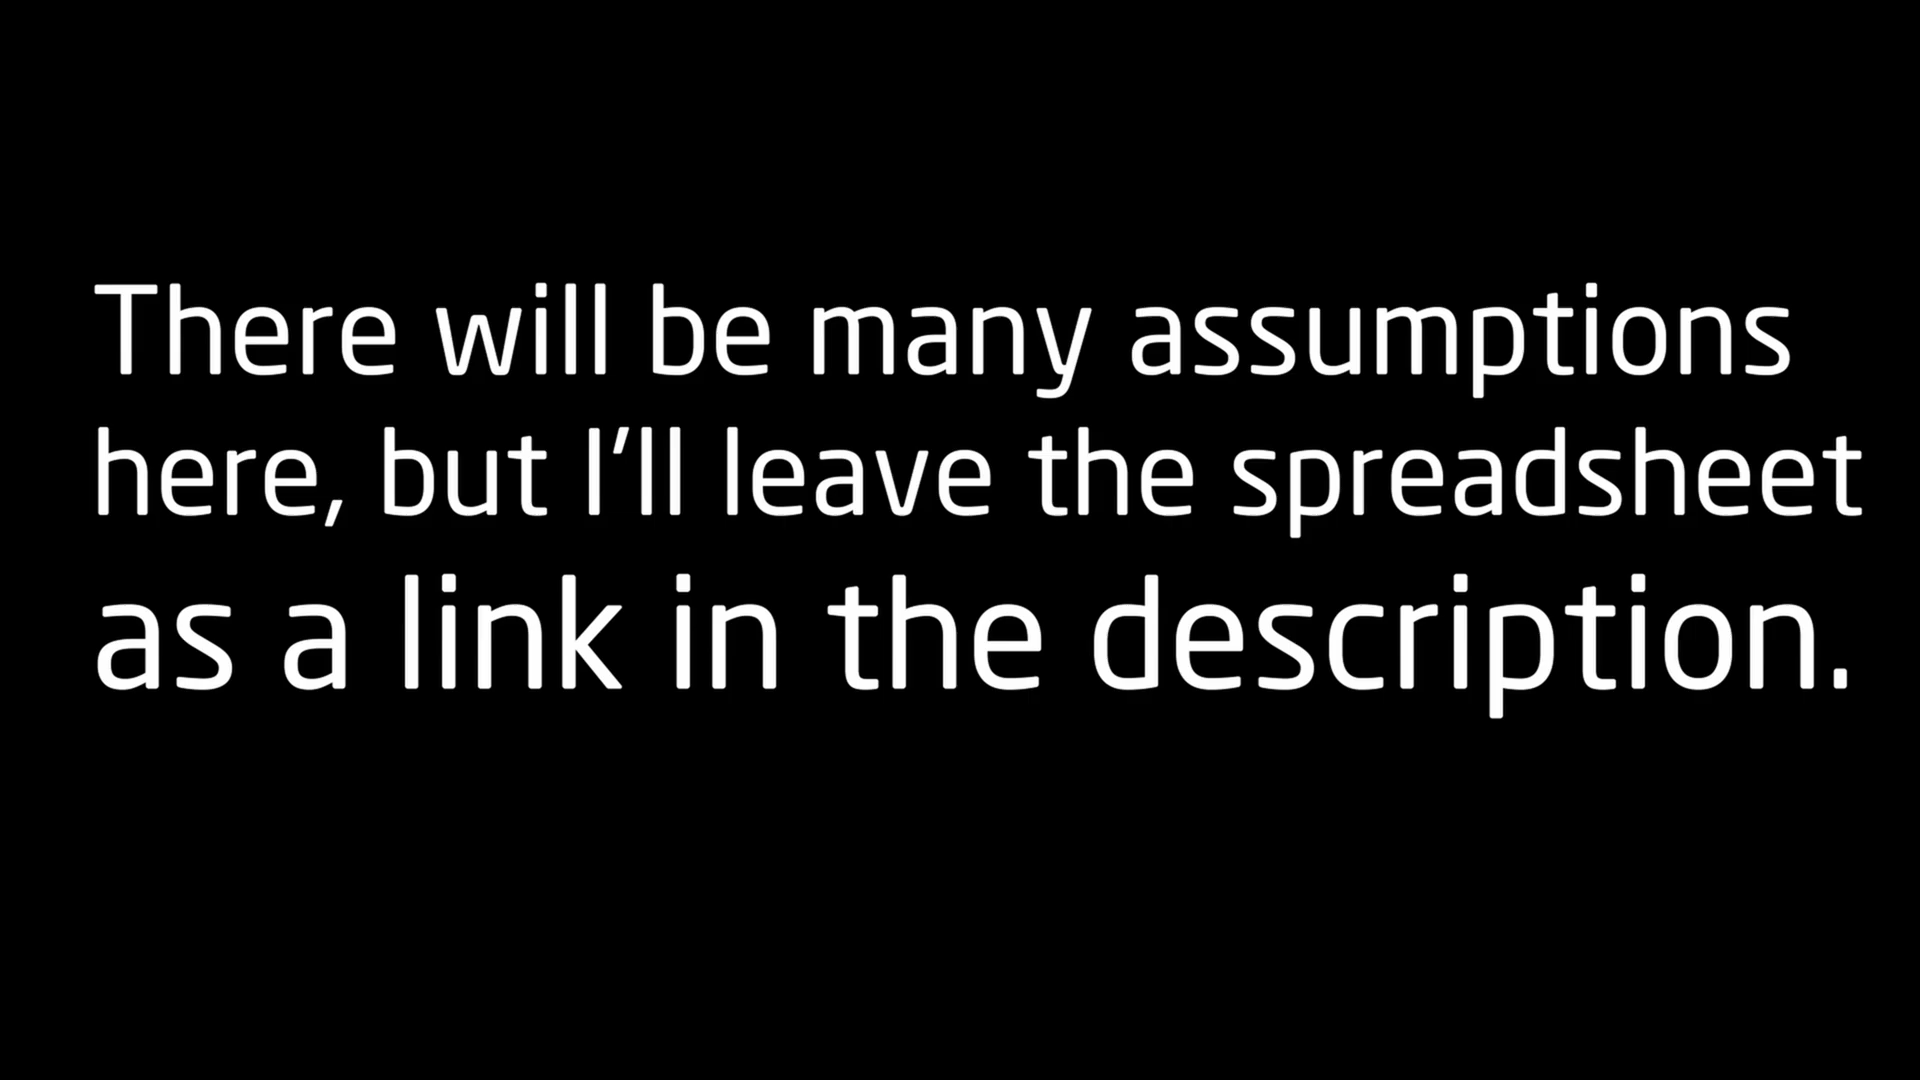 There will be many assumptions
here, but I’ll leave the spreadsheet
as a link in the description.